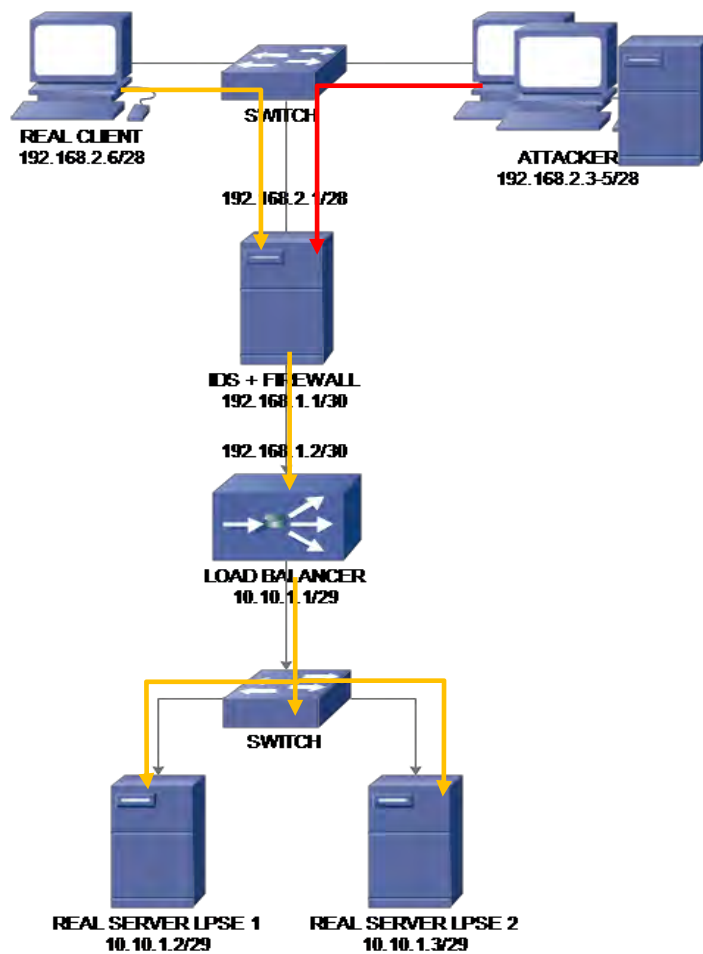 REAL CLIENT
192.168.2.6/28
SWITCH
ATTACKER
192.168.2.3-5/28
192.168.2.1/28
IDS + FIREWALL
192.168.1.1/30
192.168.1.2/30
LOAD BALANCER
10.10.1.1/29
SWITCH
REAL SERVER LPSE 1
10.10.1.2/29
REAL SERVER LPSE 2
10.10.1.3/29